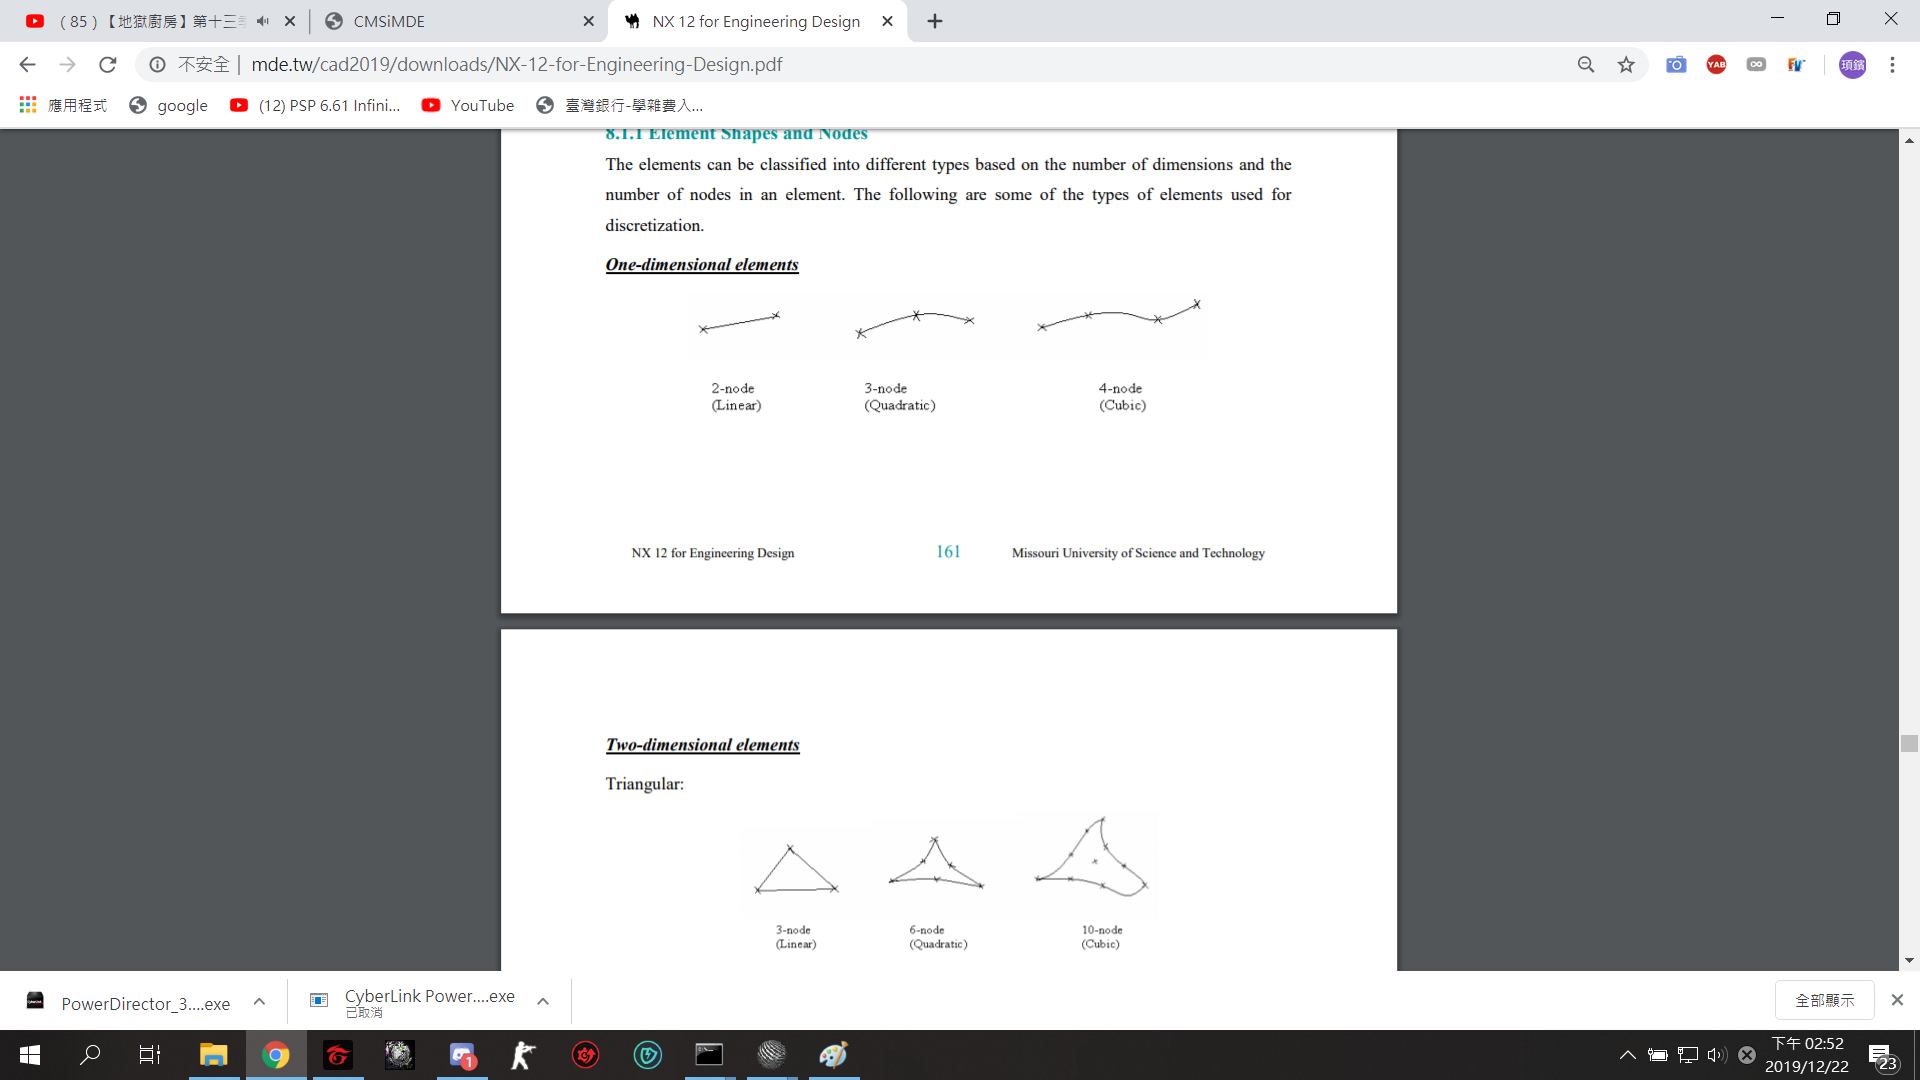 (85)【地獄廚房】第十三季
CMSiMDE
NX 12 for Engineering Design
不安全 | mde.tw/cad2019/downloads/NX-12-for-Engineering-Design.pdf
YAB
項鑌
應用程式
google
(12) PSP 6.61 Infini...
YouTube
臺灣銀行-學雜費入...
8.1.1 Element Shapes and Nodes
The elements can be classified into different types based on the number of dimensions and the
number of nodes in an element. The following are some of the types of elements used for
discretization.
One-dimensional elements
2-node
(Linear)
3-node
(Quadratic)
4-node
(Cubic)
NX 12 for Engineering Design
161
Missouri University of Science and Technology
Two-dimensional elements
Triangular:
3-node
(Linear)
6-node
(Quadratic)
10-node
(Cubic)
PowerDirector_3....exe
CyberLink Power....exe
已取消
全部顯示
1
下午 02:52
2019/12/22
23